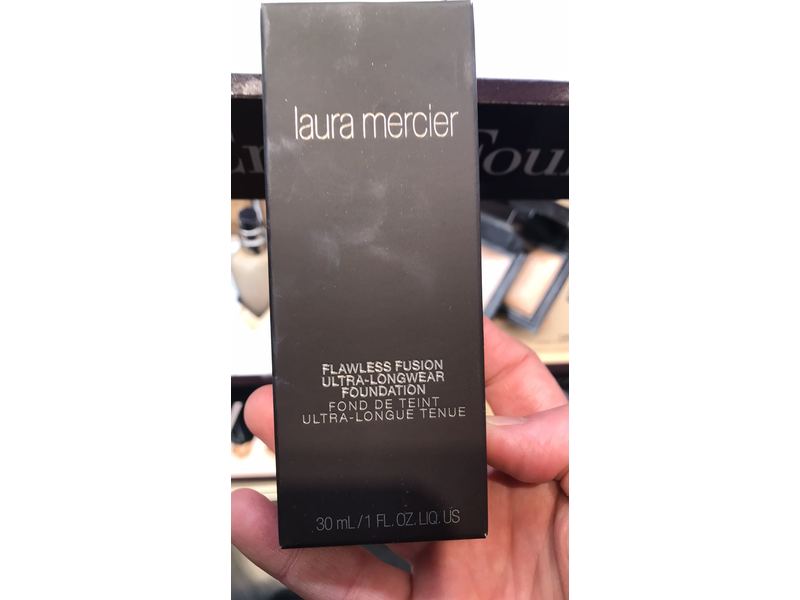 laura mercier
FLAWLESS FUSION
ULTRA-LONGWEAR
FOUNDATION
FOND DE TEINT
ULTRA-LONGUE TENUE
30 mL/1 FL. OZ. LIQ. US